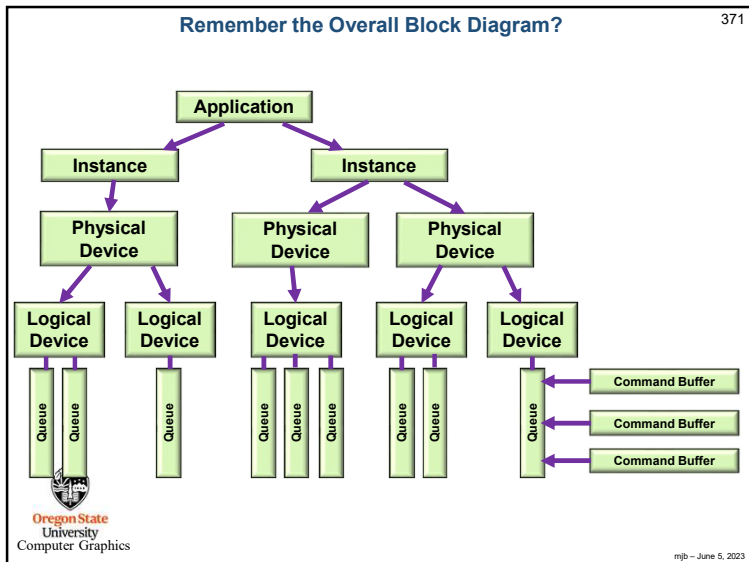 Remember the Overall Block Diagram?
371
Application
Instance
Instance
Physical
Device
Physical
Device
Physical
Device
Logical
Device
Logical
Device
Logical
Device
Logical
Device
Logical
Device
Queue
Queue
Queue
Queue
Queue
Queue
Queue
Queue
Queue
Command Buffer
Command Buffer
Command Buffer
Oregon State
University
Computer Graphics
mjb – June 5, 2023